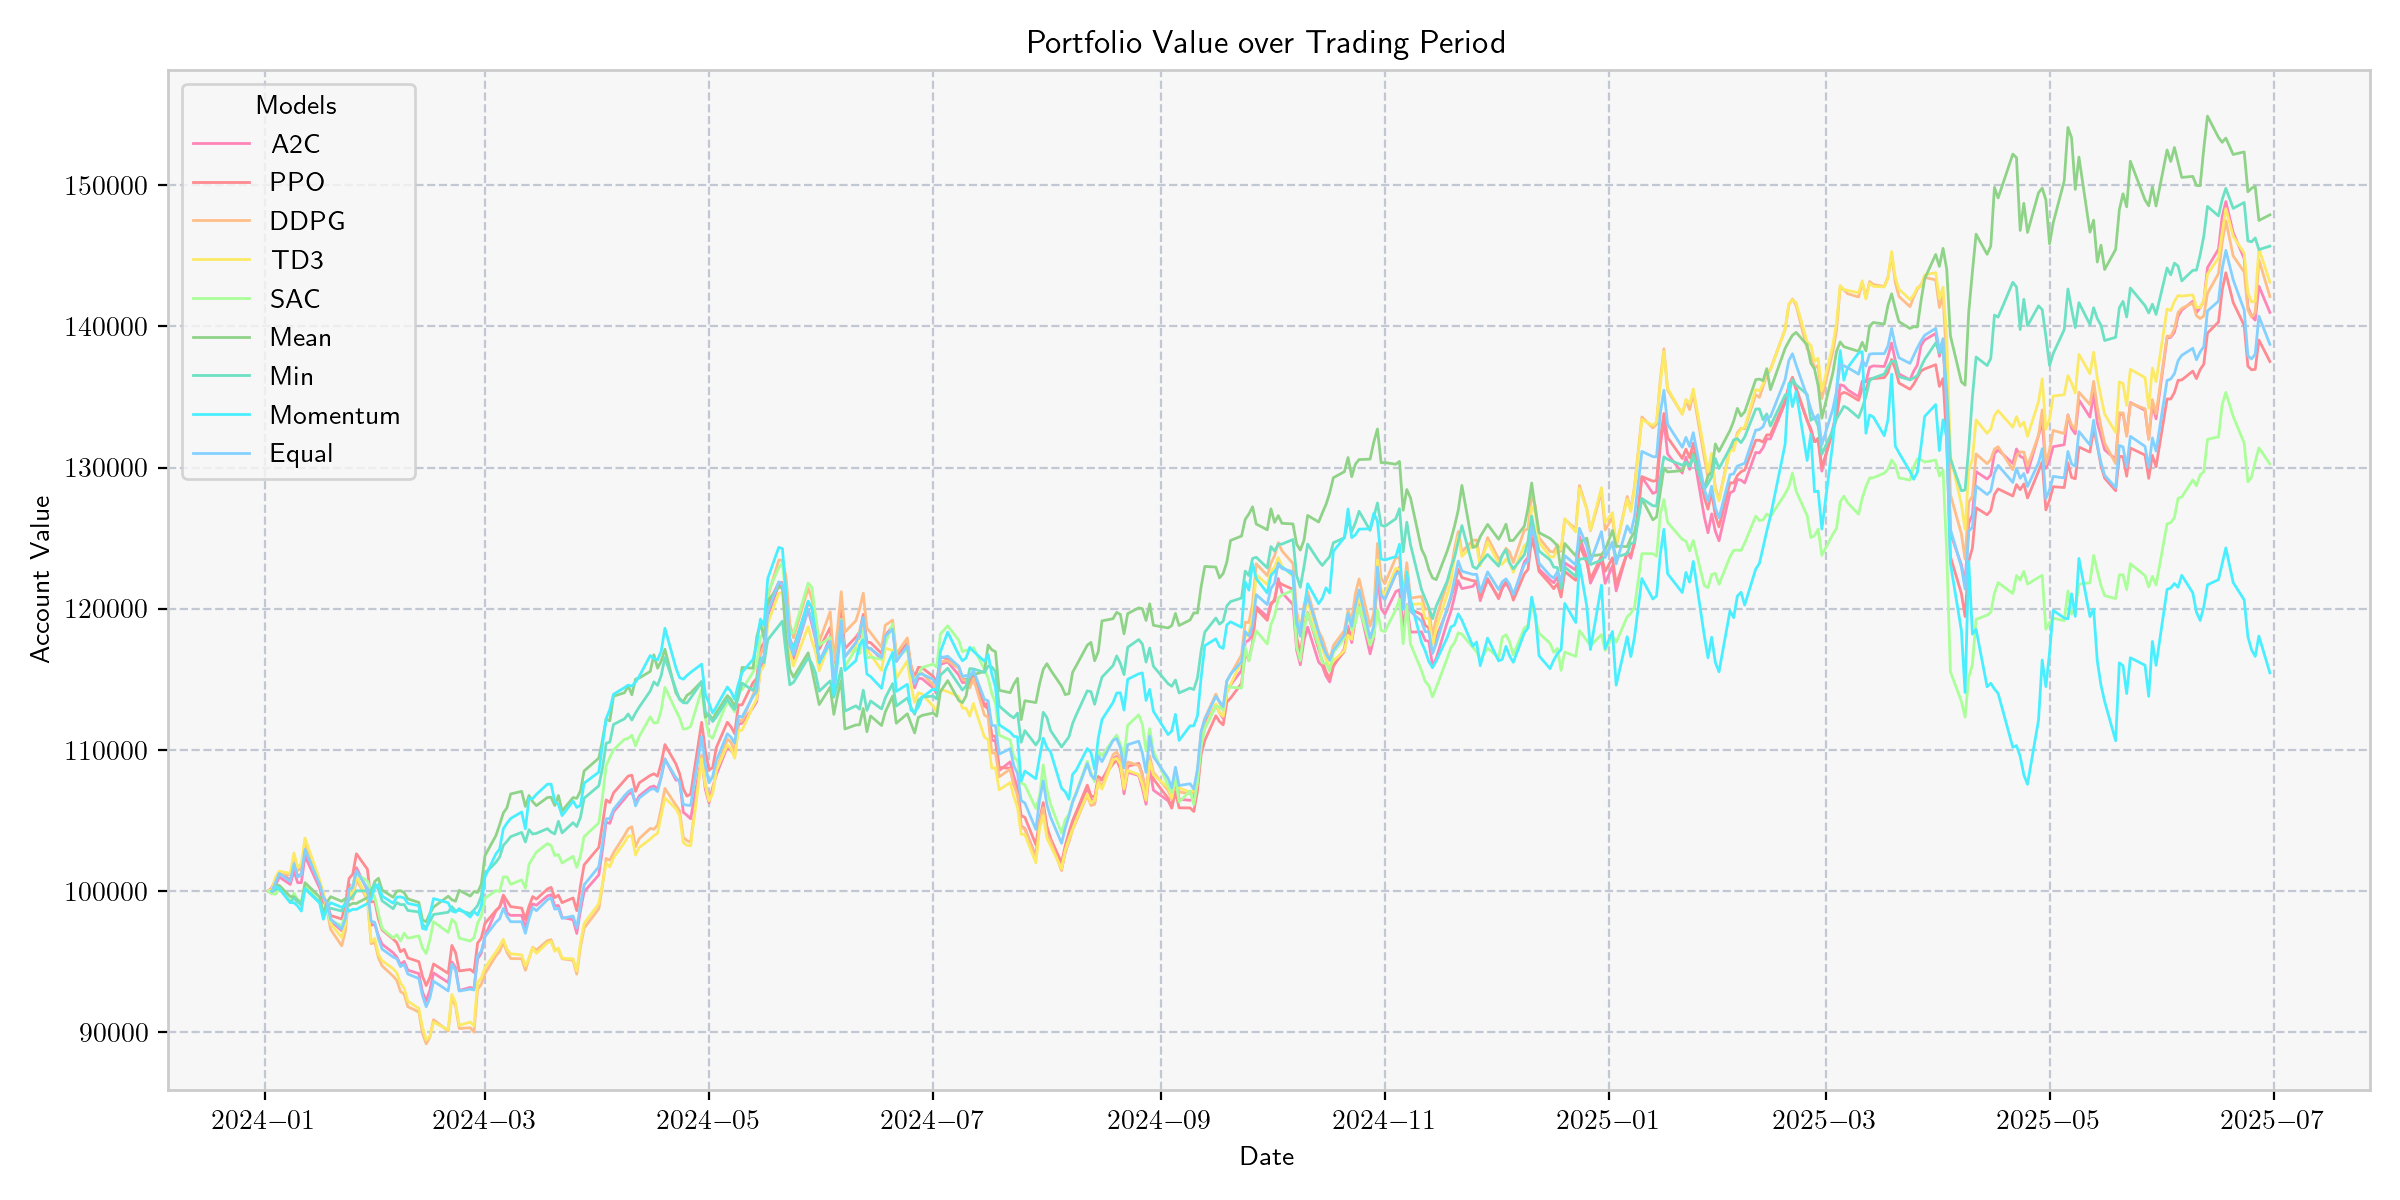 Portfolio Value over Trading Period
Models
A2C
PPO
DDPG
TD3
SAC
Mean
Min
Momentum
Equal
Account Value
150000
140000
130000
120000
110000
100000
90000
2024−01
2024−03
2024−05
2024−07
2024−09
2024−11
2025−01
2025−03
2025−05
2025−07
Date